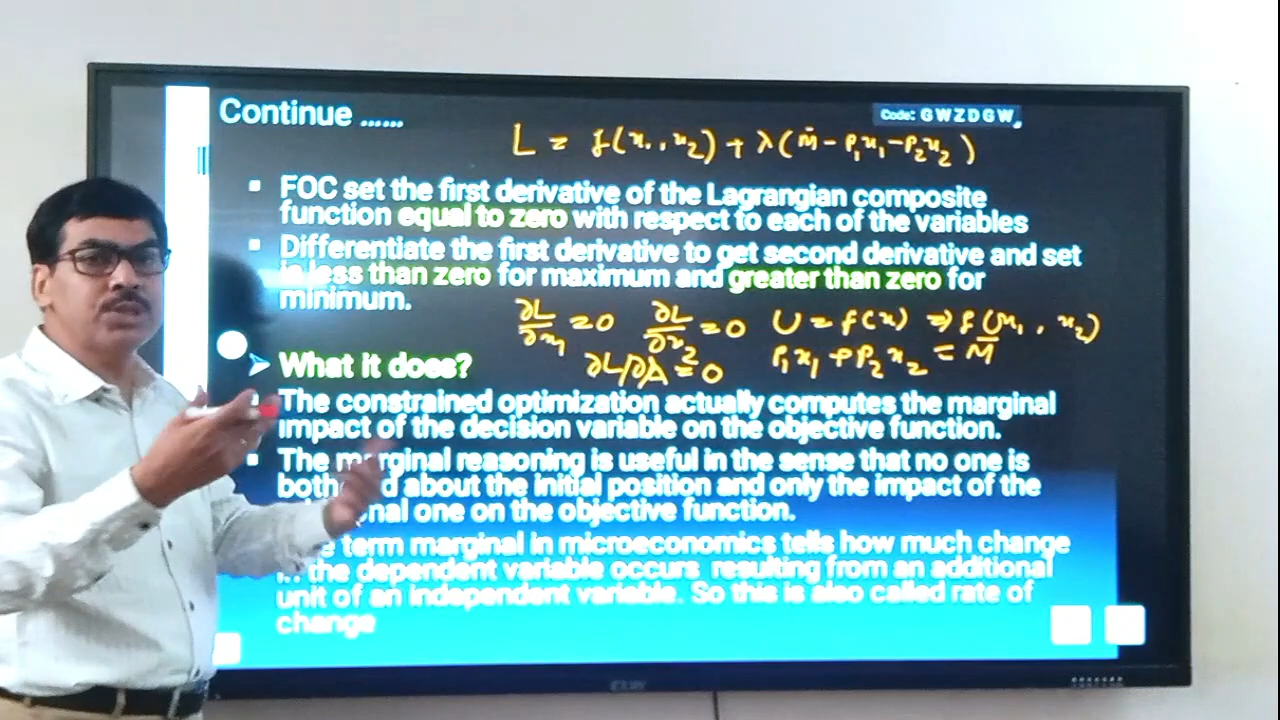 Continue ......
Code: GWZDGW
L = f(x₁, x₂) + λ(M̄ - P₁x₁ - P₂x₂)
▪ FOC set the first derivative of the Lagrangian composite
function equal to zero with respect to each of the variables
▪ Differentiate the first derivative to get second derivative and set
is less than zero for maximum and greater than zero for
minimum.
∂L/∂x₁ = 0 ∂L/∂x₂ = 0 U = f(x) ⇒ f(x₁, x₂)
∂L/∂λ = 0 P₁x₁ + P₂x₂ = M̄
➢ What it does?
▪ The constrained optimization actually computes the marginal
impact of the decision variable on the objective function.
▪ The marginal reasoning is useful in the sense that no one is
about the initial position and only the impact of the
one on the objective function.
term marginal in microeconomics tells how much change
in the dependent variable occurs resulting from an additional
unit of an independent variable. So this is also called rate of
change